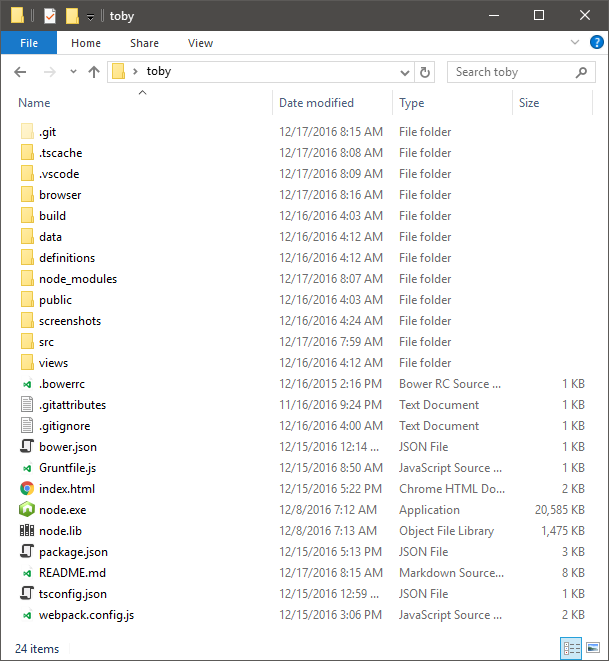 toby
File Home Share View
toby Search toby
Name Date modified Type Size
.git 12/17/2016 8:15 AM File folder
.tscache 12/17/2016 8:08 AM File folder
.vscode 12/17/2016 8:09 AM File folder
browser 12/17/2016 8:16 AM File folder
build 12/16/2016 4:03 AM File folder
data 12/16/2016 4:12 AM File folder
definitions 12/16/2016 4:12 AM File folder
node_modules 12/17/2016 8:07 AM File folder
public 12/16/2016 4:03 AM File folder
screenshots 12/16/2016 4:24 AM File folder
src 12/17/2016 7:59 AM File folder
views 12/16/2016 4:12 AM File folder
.bowerrc 12/16/2015 2:16 PM Bower RC Source ... 1 KB
.gitattributes 11/16/2016 9:24 PM Text Document 1 KB
.gitignore 12/16/2016 4:00 AM Text Document 1 KB
bower.json 12/15/2016 12:14 ... JSON File 1 KB
Gruntfile.js 12/15/2016 8:50 AM JavaScript Source ... 1 KB
index.html 12/15/2016 5:22 PM Chrome HTML Do... 2 KB
node.exe 12/8/2016 7:12 AM Application 20,585 KB
node.lib 12/8/2016 7:13 AM Object File Library 1,475 KB
package.json 12/15/2016 5:13 PM JSON File 3 KB
README.md 12/17/2016 8:15 AM Markdown Source... 8 KB
tsconfig.json 12/15/2016 12:59 ... JSON File 1 KB
webpack.config.js 12/15/2016 3:06 PM JavaScript Source ... 2 KB
24 items